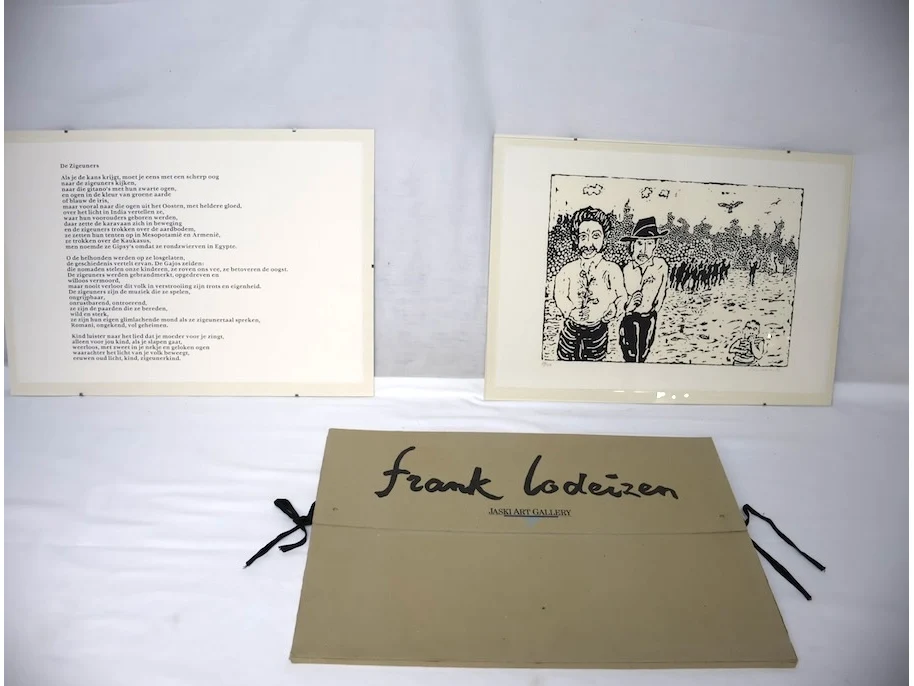 De Zigeuners
Als je de kans krijgt, moet je eens met een scherp oog
naar de zigeuners kijken,
naar die gitano's met hun zwarte ogen,
en ogen in de kleur van groene aarde
of blauw de iris,
maar vooral naar die ogen uit het Oosten, met heldere gloed,
over het licht in India vertellen ze,
waar hun voorouders geboren werden,
daar zette de karavaan zich in beweging
en de zigeuners trokken over de aardbodem,
ze zetten hun tenten op in Mesopotamië en Armenië,
ze trokken over de Kaukasus,
men noemde ze Gipsy's omdat ze rondzwierven in Egypte.
O de helhonden werden op ze losgelaten,
de geschiedenis vertelt ervan. De Gajos zeiden:
die nomaden stelen onze kinderen, ze roven ons vee, ze betoveren de oogst.
De zigeuners werden gebrandmerkt, opgedreven en
willoos vermoord,
maar nooit verloor dit volk in verstrooiing zijn trots en eigenheid.
De zigeuners zijn de muziek die ze spelen,
ongrijpbaar,
onrustbarend, ontroerend,
ze zijn de paarden die ze bereden,
wild en sterk,
ze zijn hun eigen glimlachende mond als ze zigeunertaal spreken,
Romani, ongekend, vol geheimen.
Kind luister naar het lied dat je moeder voor je zingt,
alleen voor jou kind, als je slapen gaat,
weerloos, met zweet in je nekje en geloken ogen
waarachter het licht van je volk beweegt,
eeuwen oud licht, kind, zigeunerkind.
frank lodeizen
JASKI ART GALLERY